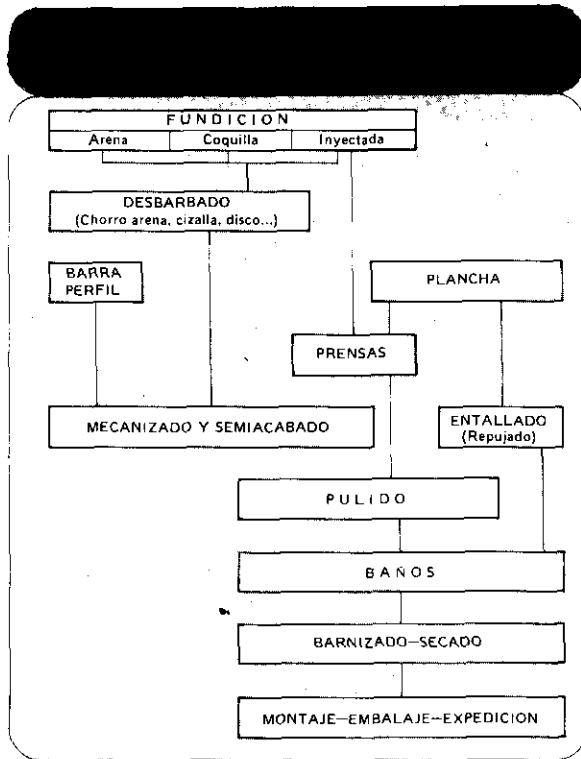 FUNDICION
Arena Coquilla Inyectada
DESBARBADO
(Chorro arena, cizalla, disco...)
BARRA
PERFIL
PLANCHA
PRENSAS
MECANIZADO Y SEMIACABADO
ENTALLADO
(Repujado)
PULIDO
BAÑOS
BARNIZADO—SECADO
MONTAJE—EMBALAJE—EXPEDICION